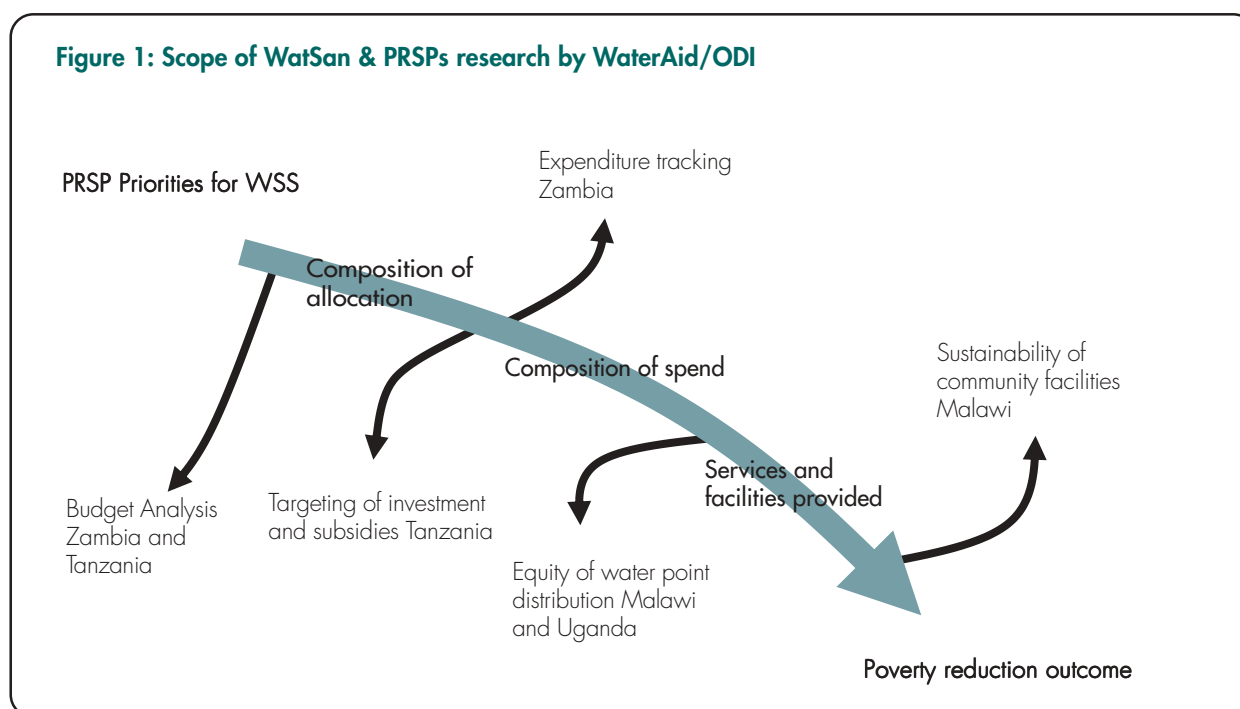 Figure 1: Scope of WatSan & PRSPs research by WaterAid/ODI
PRSP Priorities for WSS
Expenditure tracking
Zambia
Composition of
allocation
Composition of spend
Sustainability of
community facilities
Malawi
Services and
facilities provided
Budget Analysis
Zambia and
Tanzania
Targeting of investment
and subsidies Tanzania
Equity of water point
distribution Malawi
and Uganda
Poverty reduction outcome